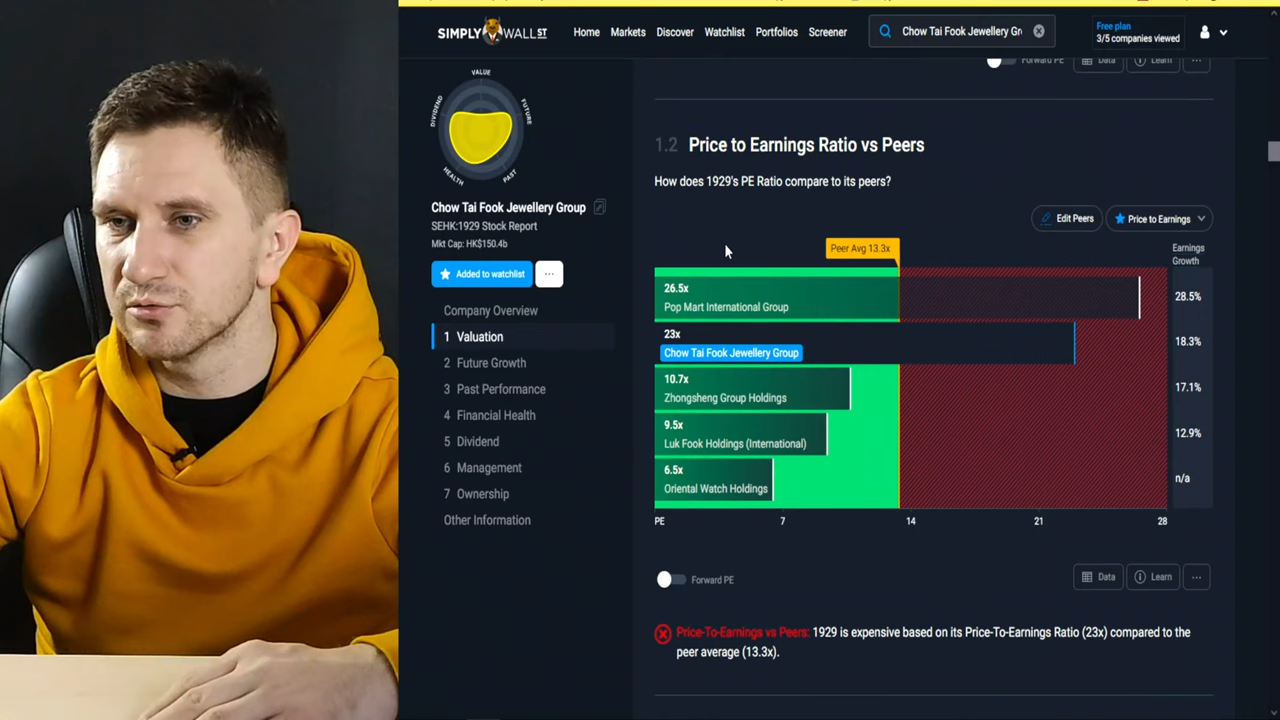 SIMPLY WALL ST
Home
Markets
Discover
Watchlist
Portfolios
Screener
Chow Tai Fook Jewellery Gr
Free plan
3/5 companies viewed
Forward PE
Data
Learn
VALUE
FUTURE
PAST
HEALTH
DIVIDEND
Chow Tai Fook Jewellery Group
SEHK:1929 Stock Report
Mkt Cap: HK$150.4b
Added to watchlist
Company Overview
1 Valuation
2 Future Growth
3 Past Performance
4 Financial Health
5 Dividend
6 Management
7 Ownership
Other Information
1.2 Price to Earnings Ratio vs Peers
How does 1929's PE Ratio compare to its peers?
Edit Peers
Price to Earnings
Peer Avg 13.3x
Earnings
Growth
26.5x
Pop Mart International Group
28.5%
23x
Chow Tai Fook Jewellery Group
18.3%
10.7x
Zhongsheng Group Holdings
17.1%
9.5x
Luk Fook Holdings (International)
12.9%
6.5x
Oriental Watch Holdings
n/a
PE 7 14 21 28
Forward PE
Data
Learn
Price-To-Earnings vs Peers: 1929 is expensive based on its Price-To-Earnings Ratio (23x) compared to the
peer average (13.3x).